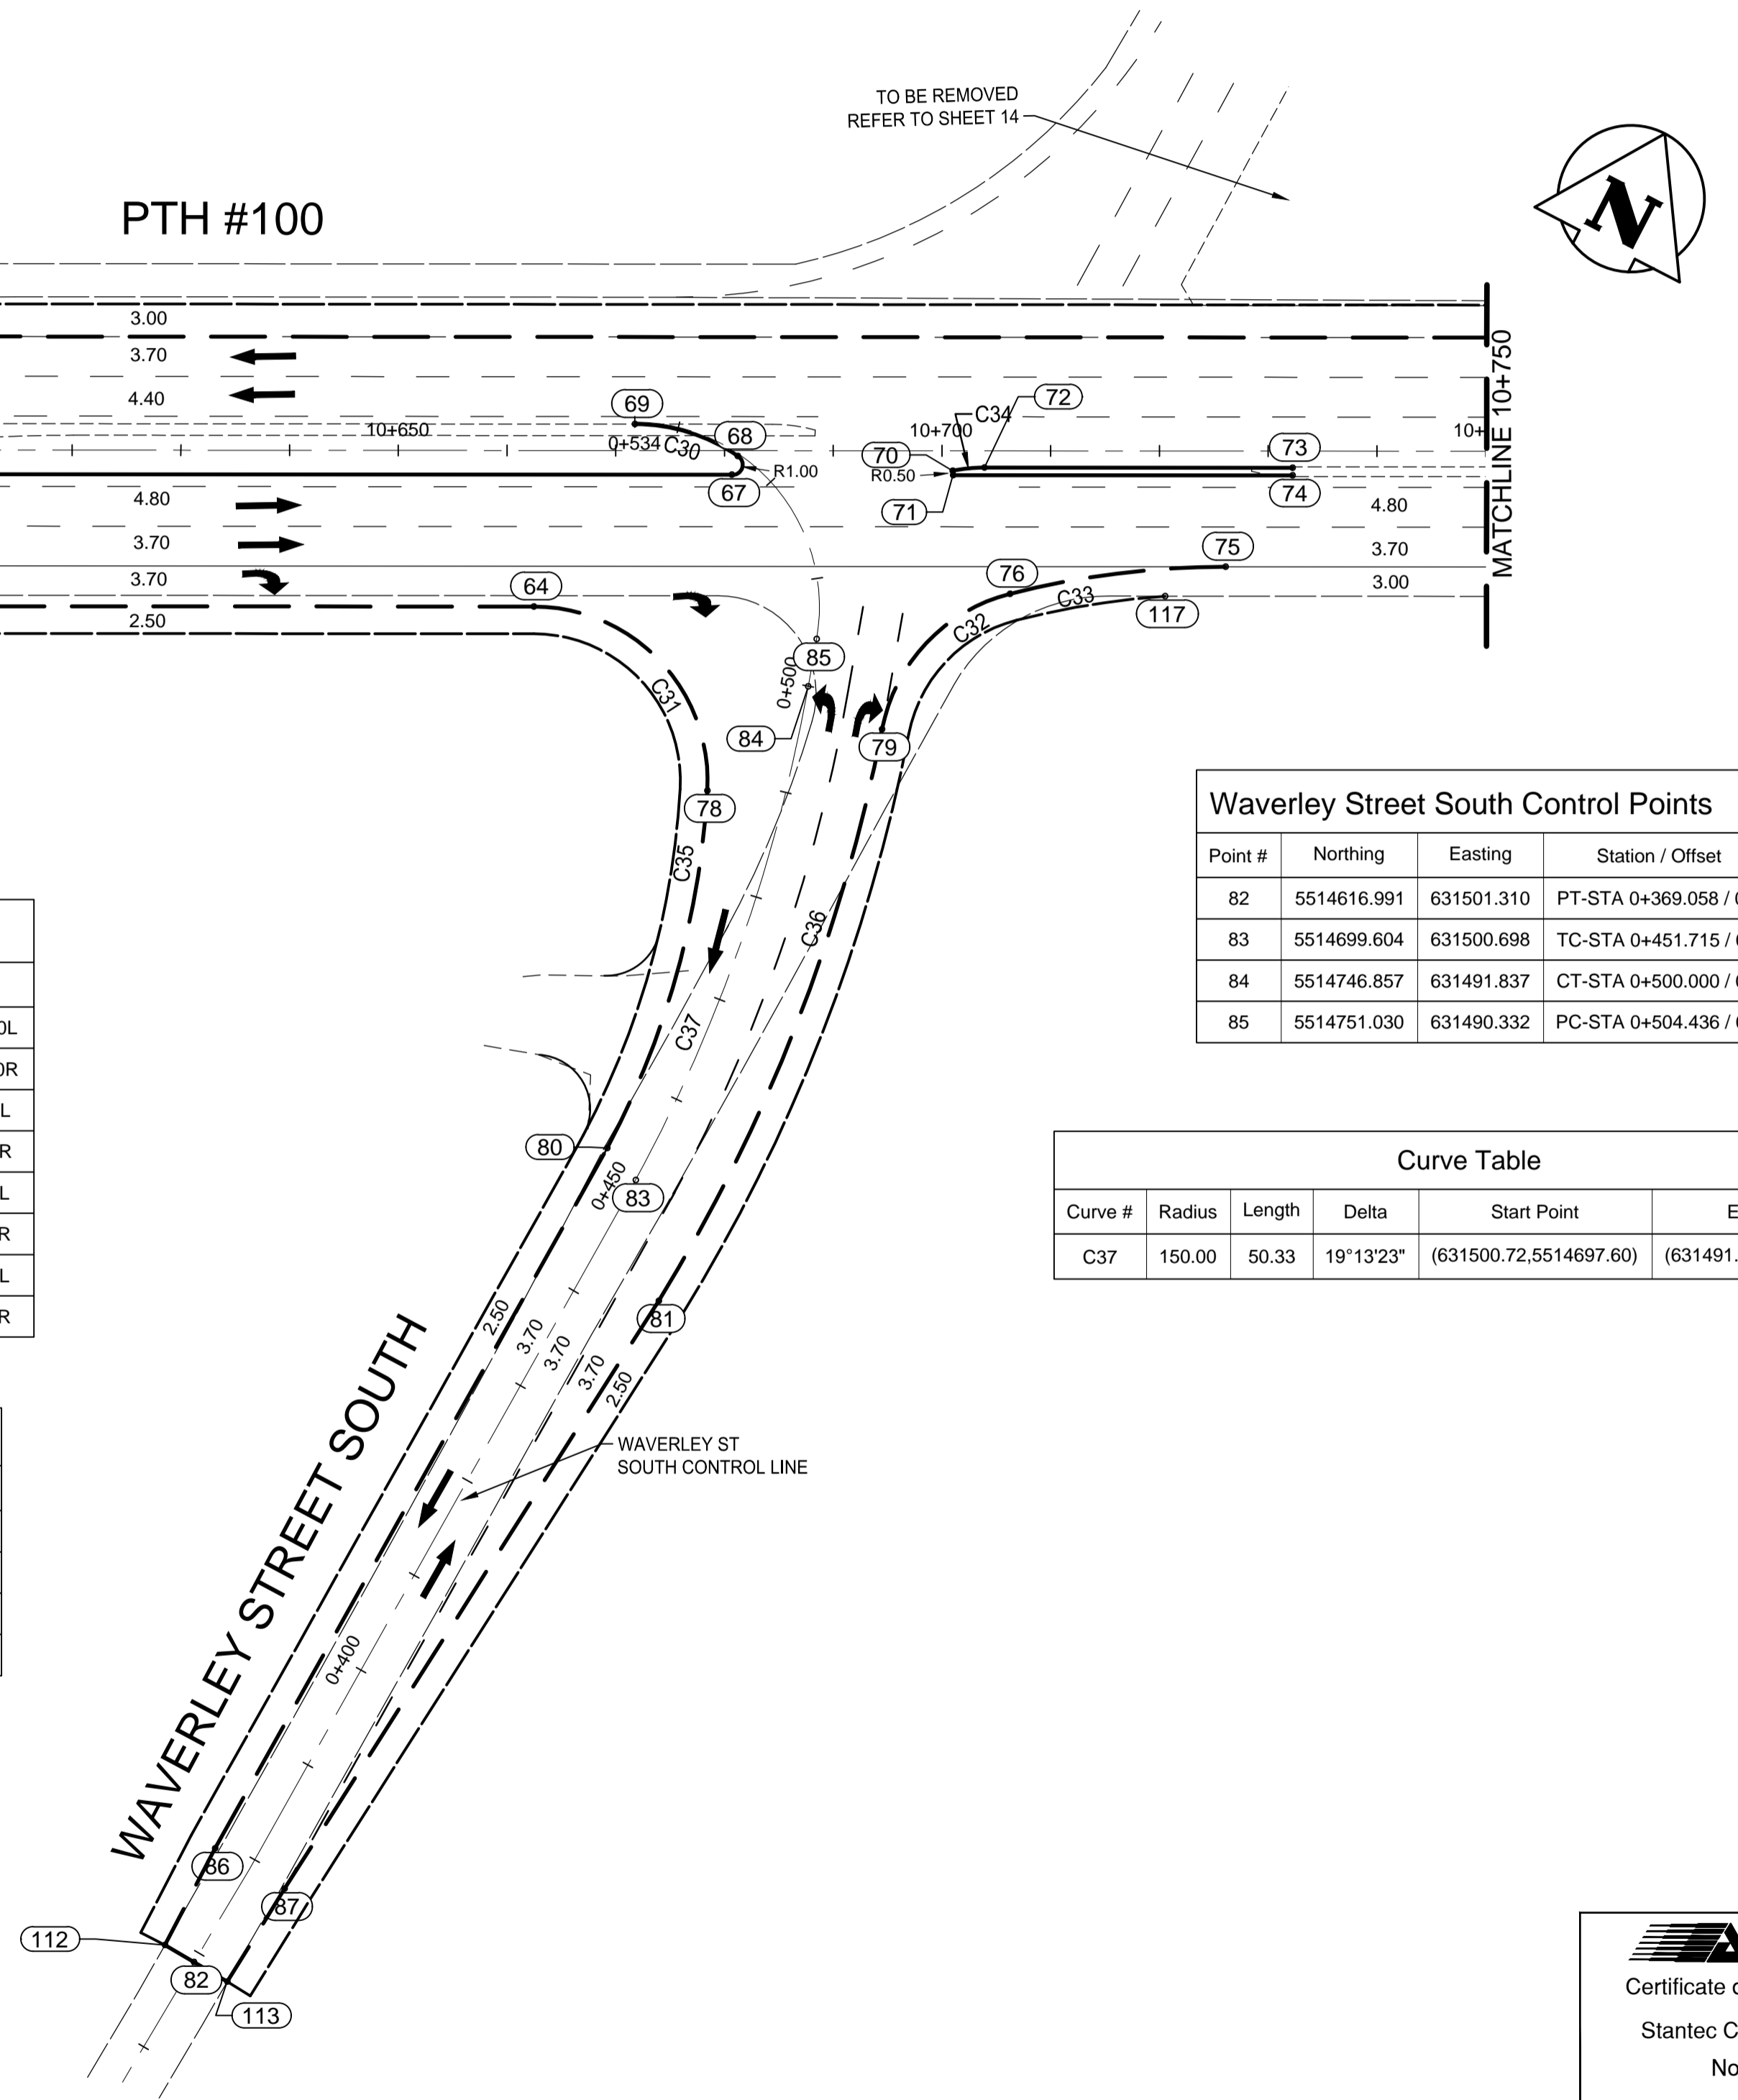 TO BE REMOVED
REFER TO SHEET 14
PTH #100
N
3.00
3.70
4.40
69
10+650
0+534
C30
68
R1.00
67
72
C34
10+700
70
R0.50
71
73
74
10+
MATCHLINE 10+750
4.80
3.70
3.70
2.50
4.80
3.70
3.00
64
75
76
C33
117
C32
85
0+500
84
79
C31
78
C35
C36
C37
80
0+450
83
81
Waverley Street South Control Points
Point # Northing Easting Station / Offset
82 5514616.991 631501.310 PT-STA 0+369.058 /
83 5514699.604 631500.698 TC-STA 0+451.715 /
84 5514746.857 631491.837 CT-STA 0+500.000 /
85 5514751.030 631490.332 PC-STA 0+504.436 /
Curve Table
Curve # Radius Length Delta Start Point E
C37 150.00 50.33 19°13'23" (631500.72,5514697.60) (631491.
0L
0R
L
R
L
R
L
R
2.50
3.70
3.70
3.70
2.50
WAVERLEY ST
SOUTH CONTROL LINE
WAVERLEY STREET SOUTH
0+400
86
87
112
82
113
Certificate
Stantec C
No